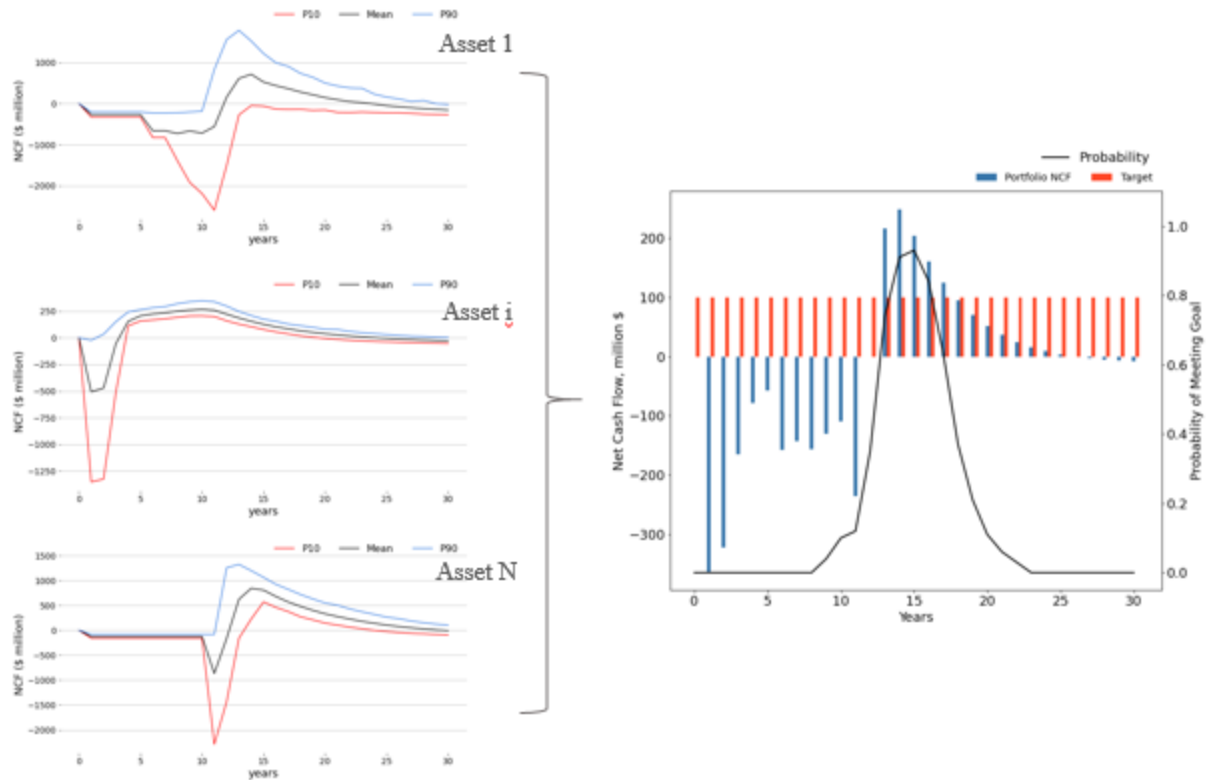 P10 Mean P90
Asset 1
1000
0
−1000
−2000
NCF ($ million)
0 5 10 15 20 25 30
years
P10 Mean P90
Asset i
250
0
−250
−500
−750
−1000
−1250
NCF ($ million)
0 5 10 15 20 25 30
years
P10 Mean P90
Asset N
1500
1000
500
0
−500
−1000
−1500
−2000
NCF ($ million)
0 5 10 15 20 25 30
years
Probability
Portfolio NCF Target
200
100
0
−100
−200
−300
Net Cash Flow, million $
1.0
0.8
0.6
0.4
0.2
0.0
Probability of Meeting Goal
0 5 10 15 20 25 30
Years